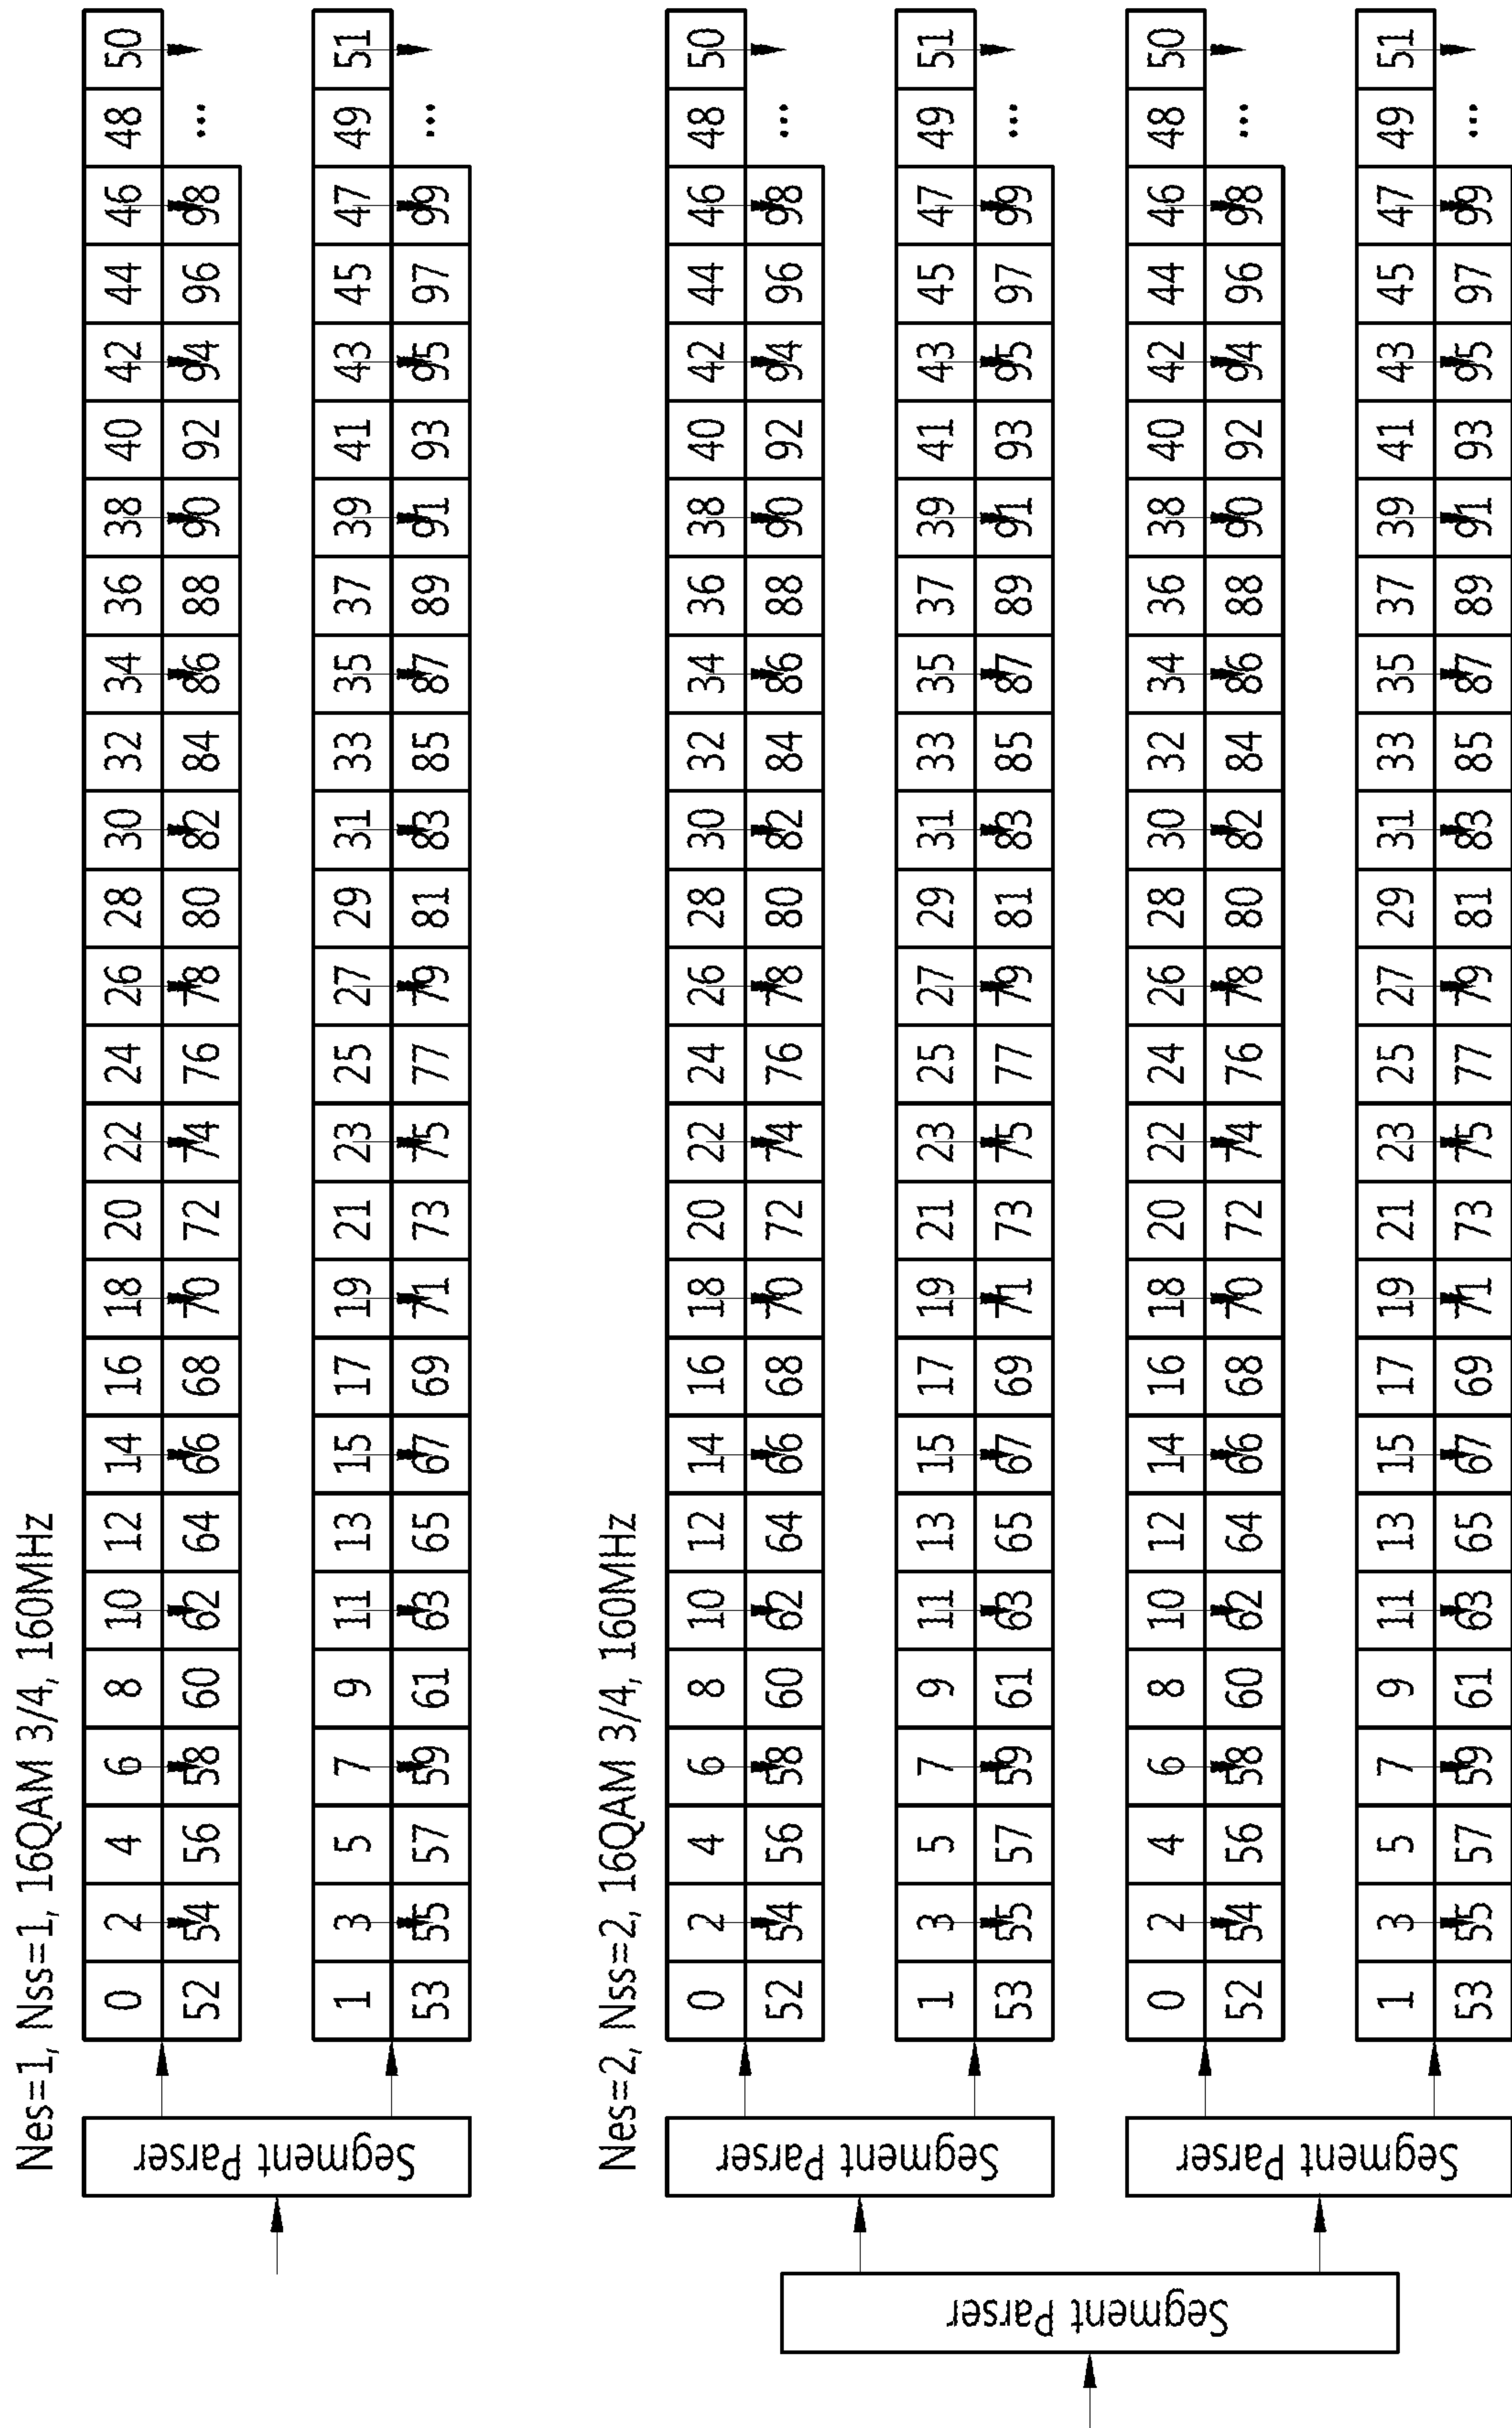 Nes=1, Nss=1, 16QAM 3/4, 160MHz
Segment Parser
0 2 4 6 8 10 12 14 16 18 20 22 24 26 28 30 32 34 36 38 40 42 44 46 48 50
52 54 56 58 60 62 64 66 68 70 72 74 76 78 80 82 84 86 88 90 92 94 96 98 ...
1 3 5 7 9 11 13 15 17 19 21 23 25 27 29 31 33 35 37 39 41 43 45 47 49 51
53 55 57 59 61 63 65 67 69 71 73 75 77 79 81 83 85 87 89 91 93 95 97 99 ...
Nes=2, Nss=2, 16QAM 3/4, 160MHz
Segment Parser
Segment Parser
0 2 4 6 8 10 12 14 16 18 20 22 24 26 28 30 32 34 36 38 40 42 44 46 48 50
52 54 56 58 60 62 64 66 68 70 72 74 76 78 80 82 84 86 88 90 92 94 96 98 ...
1 3 5 7 9 11 13 15 17 19 21 23 25 27 29 31 33 35 37 39 41 43 45 47 49 51
53 55 57 59 61 63 65 67 69 71 73 75 77 79 81 83 85 87 89 91 93 95 97 99 ...
Segment Parser
0 2 4 6 8 10 12 14 16 18 20 22 24 26 28 30 32 34 36 38 40 42 44 46 48 50
52 54 56 58 60 62 64 66 68 70 72 74 76 78 80 82 84 86 88 90 92 94 96 98 ...
1 3 5 7 9 11 13 15 17 19 21 23 25 27 29 31 33 35 37 39 41 43 45 47 49 51
53 55 57 59 61 63 65 67 69 71 73 75 77 79 81 83 85 87 89 91 93 95 97 99 ...